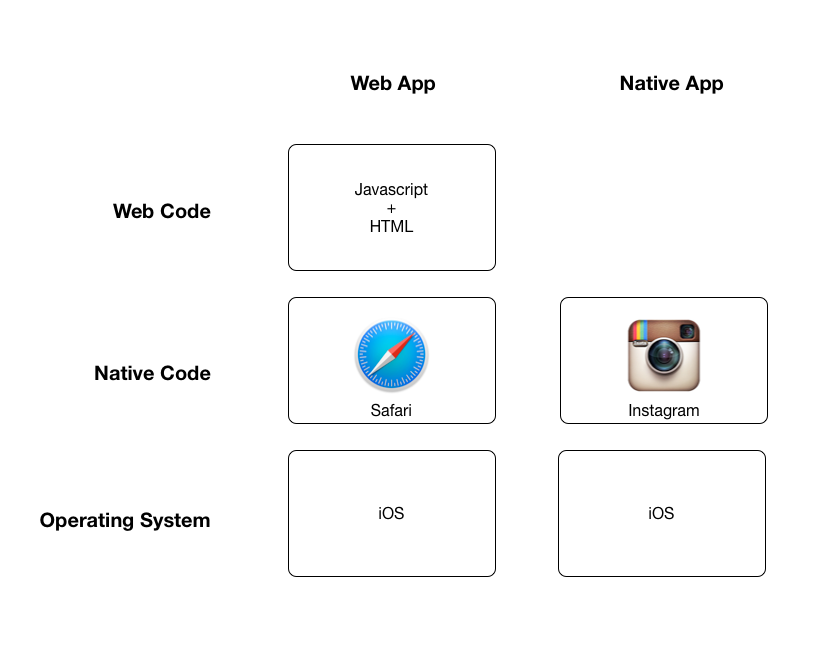 Web App
Native App
Web Code
Javascript
+
HTML
Native Code
Safari
Instagram
Operating System
iOS
iOS